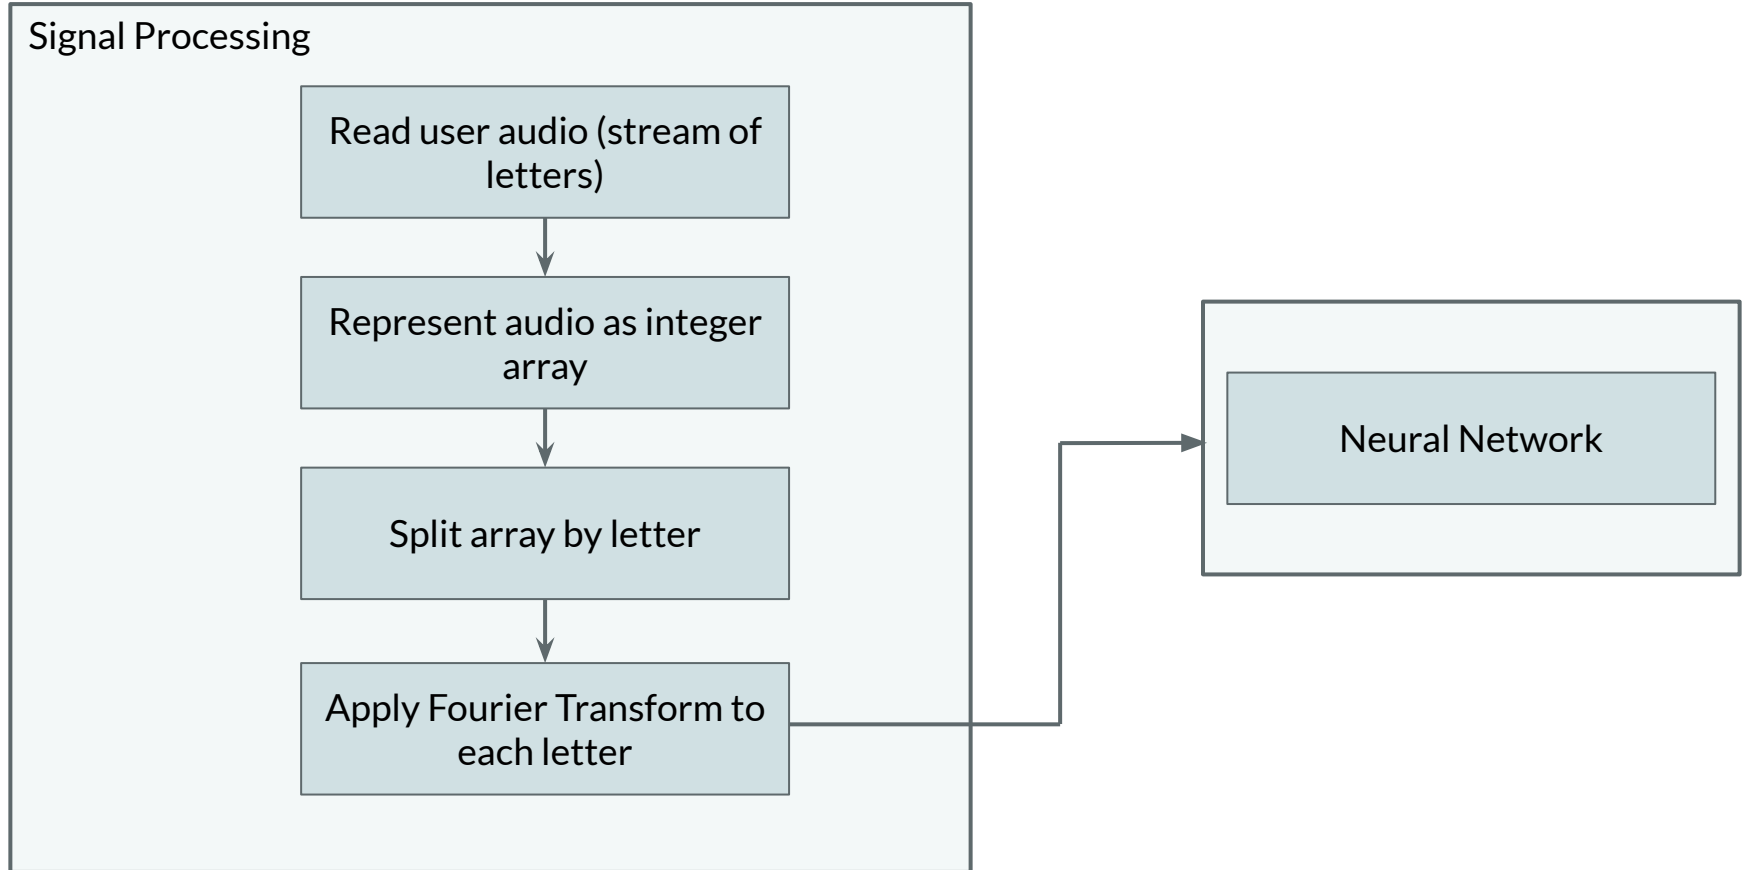 Signal Processing
Read user audio (stream of
letters)
Represent audio as integer
array
Split array by letter
Apply Fourier Transform to
each letter
Neural Network